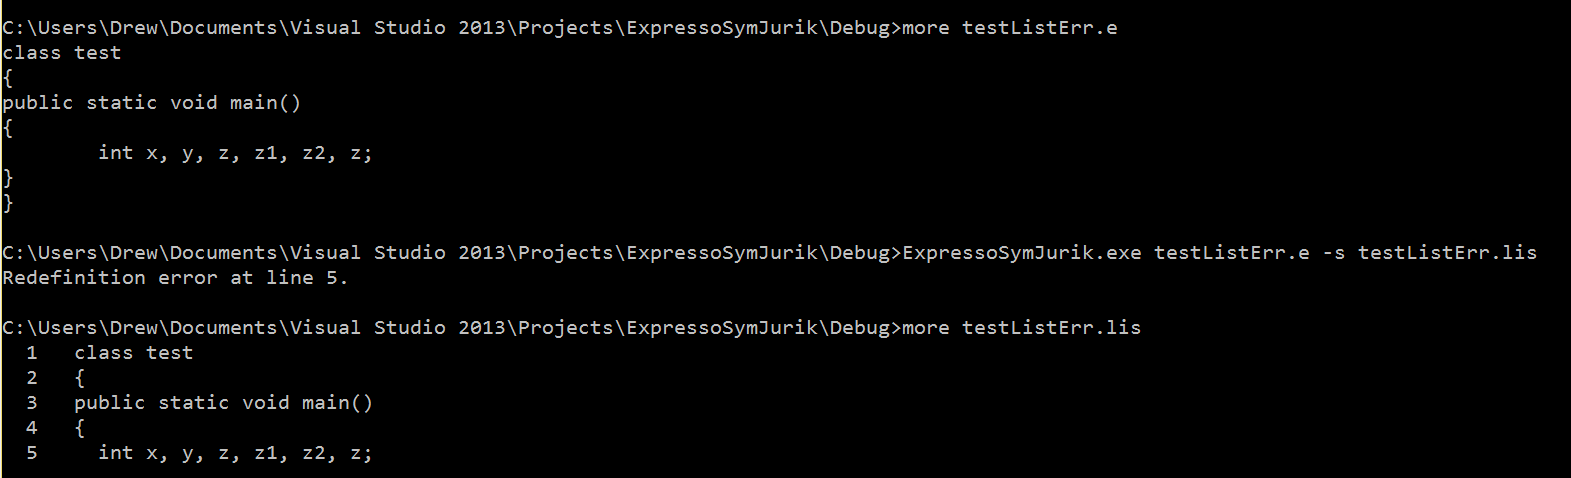 C:\Users\Drew\Documents\Visual Studio 2013\Projects\ExpressoSymJurik\Debug>more testListErr.e
class test
{
public static void main()
{
        int x, y, z, z1, z2, z;
}
}

C:\Users\Drew\Documents\Visual Studio 2013\Projects\ExpressoSymJurik\Debug>ExpressoSymJurik.exe testListErr.e -s testListErr.lis
Redefinition error at line 5.

C:\Users\Drew\Documents\Visual Studio 2013\Projects\ExpressoSymJurik\Debug>more testListErr.lis
  1   class test
  2   {
  3   public static void main()
  4   {
  5     int x, y, z, z1, z2, z;